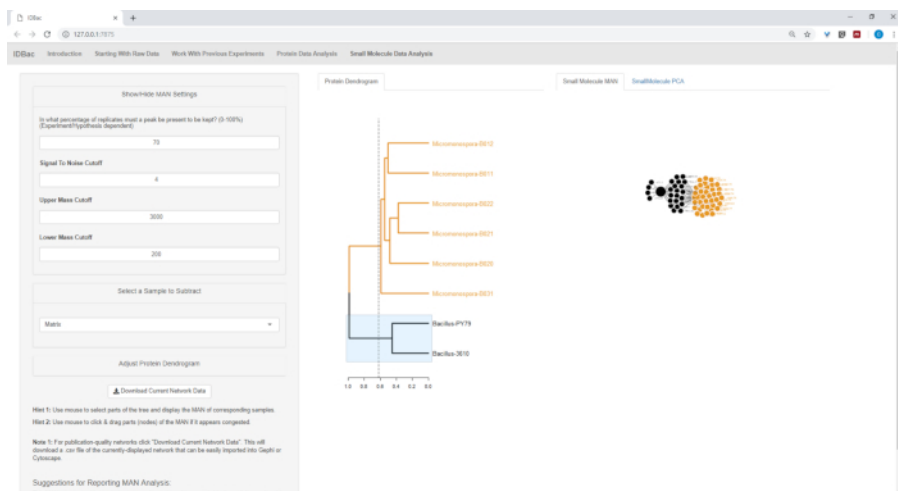 IDBac
127.0.0.1:7875
IDBac Introduction Starting With Raw Data Work With Previous Experiments Protein Data Analysis Small Molecule Data Analysis
Show/Hide MAN Settings
In what percentage of replicates must a peak be present to be kept? (0-100%)
(Experiment/Hypothesis dependent)
70
Signal To Noise Cutoff
4
Upper Mass Cutoff
3000
Lower Mass Cutoff
200
Select a Sample to Subtract
Matrix
Adjust Protein Dendrogram
Download Current Network Data
Hint 1: Use mouse to select parts of the tree and display the MAN of corresponding samples.
Hint 2: Use mouse to click & drag parts (nodes) of the MAN if it appears congested.
Note 1: For publication-quality networks click "Download Current Network Data". This will
download a .csv file of the currently-displayed network that can be easily imported into Gephi or
Cytoscape.
Suggestions for Reporting MAN Analysis:
Protein Dendrogram
Micromonospora-B012
Micromonospora-B011
Micromonospora-B022
Micromonospora-B021
Micromonospora-B020
Micromonospora-B031
Bacillus-PY79
Bacillus-3610
1.0 0.8 0.6 0.4 0.2 0.0
Small Molecule MAN SmallMolecule PCA